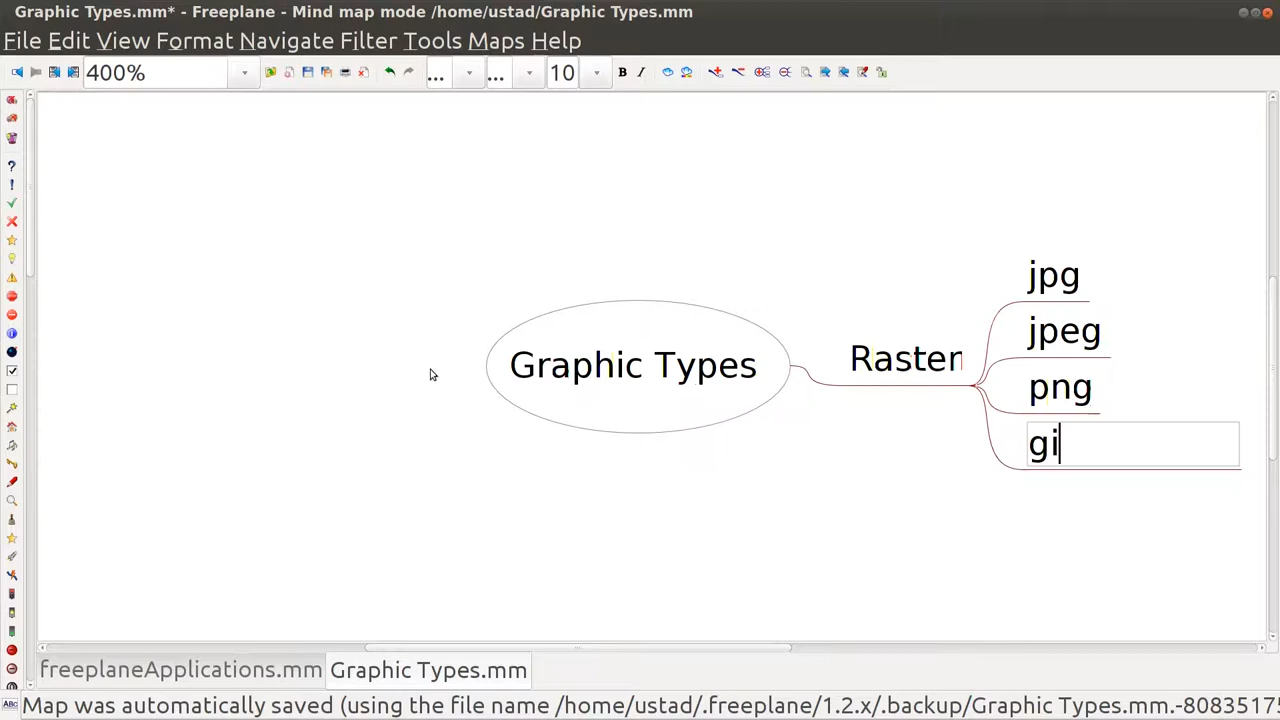 Graphic Types.mm* - Freeplane - Mind map mode /home/ustad/Graphic Types.mm
File Edit View Format Navigate Filter Tools Maps Help
400% ... ... 10 B I
jpg
jpeg
Graphic Types Raster
png
gi
freeplaneApplications.mm Graphic Types.mm
ABC Map was automatically saved (using the file name /home/ustad/.freeplane/1.2.x/.backup/Graphic Types.mm.-8083517